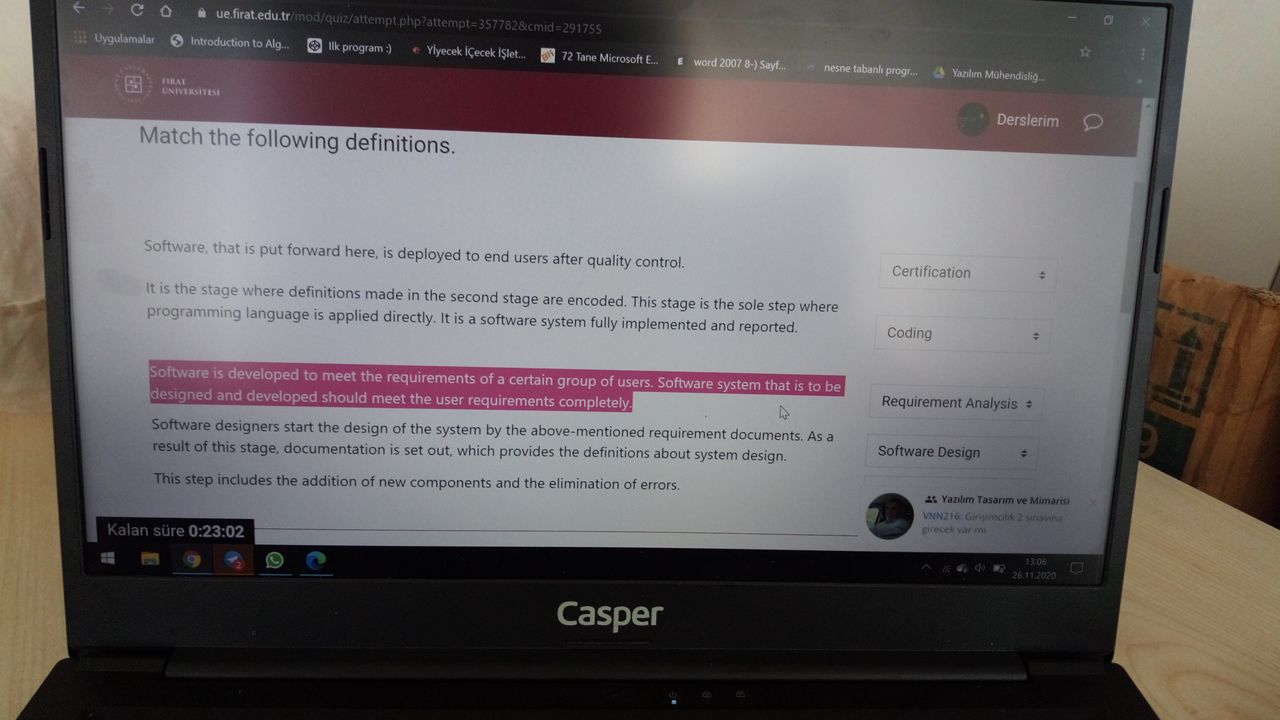 ue.firat.edu.tr/mod/quiz/attempt.php?attempt=357782&cmid=291755
Uygulamalar
Introduction to Alg...
Ilk program :)
Yİyecek İÇecek İŞlet...
72 Tane Microsoft E...
word 2007 8-) Sayf...
nesne tabanlı progr...
Yazılım Mühendisliğ...
FIRAT
ÜNİVERSİTESİ
Derslerim
Match the following definitions.
Software, that is put forward here, is deployed to end users after quality control.
Certification
It is the stage where definitions made in the second stage are encoded. This stage is the sole step where
programming language is applied directly. It is a software system fully implemented and reported.
Coding
Software is developed to meet the requirements of a certain group of users. Software system that is to be
designed and developed should meet the user requirements completely.
Requirement Analysis
Software designers start the design of the system by the above-mentioned requirement documents. As a
result of this stage, documentation is set out, which provides the definitions about system design.
Software Design
This step includes the addition of new components and the elimination of errors.
Yazılım Tasarım ve Mimarisi
VNN216: Girişimcilik 2 sınavına
girecek var mı
Kalan süre 0:23:02
2
13:06
26.11.2020
Casper